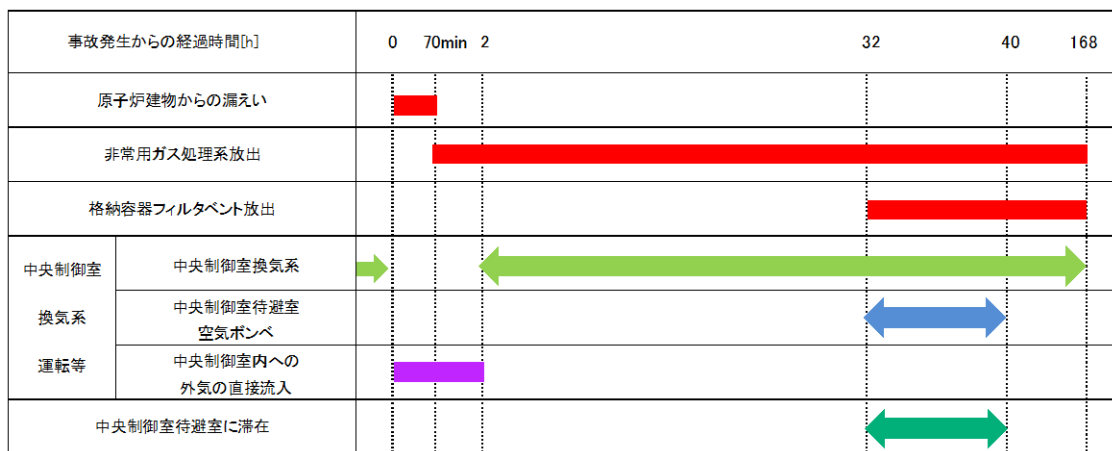 事故発生からの経過時間[h]
0 70min 2 32 40 168
原子炉建物からの漏えい
非常用ガス処理系放出
格納容器フィルタベント放出
中央制御室
換気系
運転等
中央制御室換気系
中央制御室待避室
空気ボンベ
中央制御室内への
外気の直接流入
中央制御室待避室に滞在